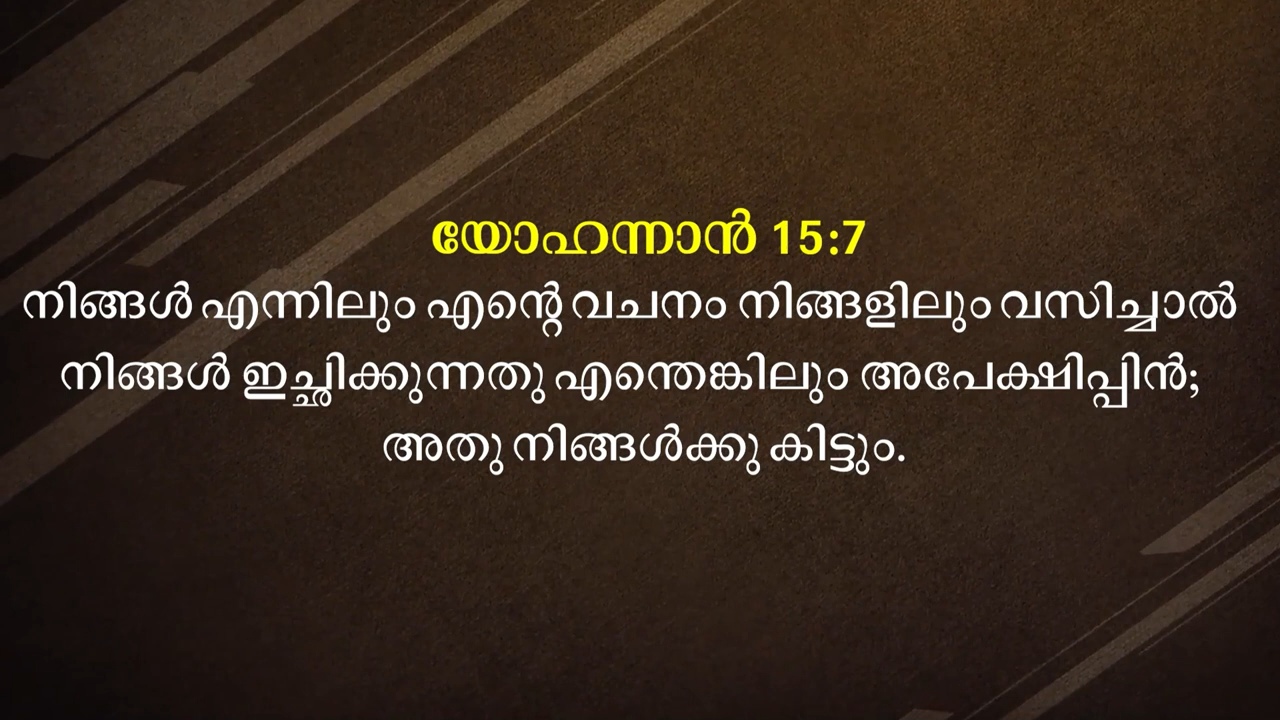 യോഹന്നാൻ 15:7
നിങ്ങൾ എന്നിലും എന്റെ വചനം നിങ്ങളിലും വസിച്ചാൽ
നിങ്ങൾ ഇച്ഛിക്കുന്നതു എന്തെങ്കിലും അപേക്ഷിപ്പിൻ;
അതു നിങ്ങൾക്കു കിട്ടും.